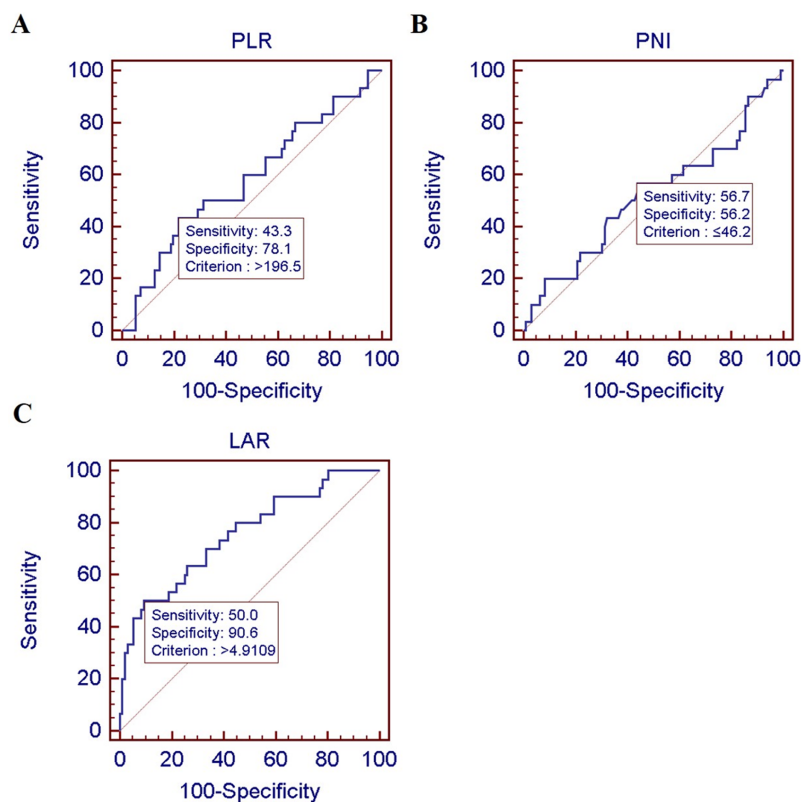 A
PLR
100
80
60
40
20
0
Sensitivity
Sensitivity: 43.3
Specificity: 78.1
Criterion : >196.5
0 20 40 60 80 100
100-Specificity
B
PNI
100
80
60
40
20
0
Sensitivity
Sensitivity: 56.7
Specificity: 56.2
Criterion : ≤46.2
0 20 40 60 80 100
100-Specificity
C
LAR
100
80
60
40
20
0
Sensitivity
Sensitivity: 50.0
Specificity: 90.6
Criterion : >4.9109
0 20 40 60 80 100
100-Specificity